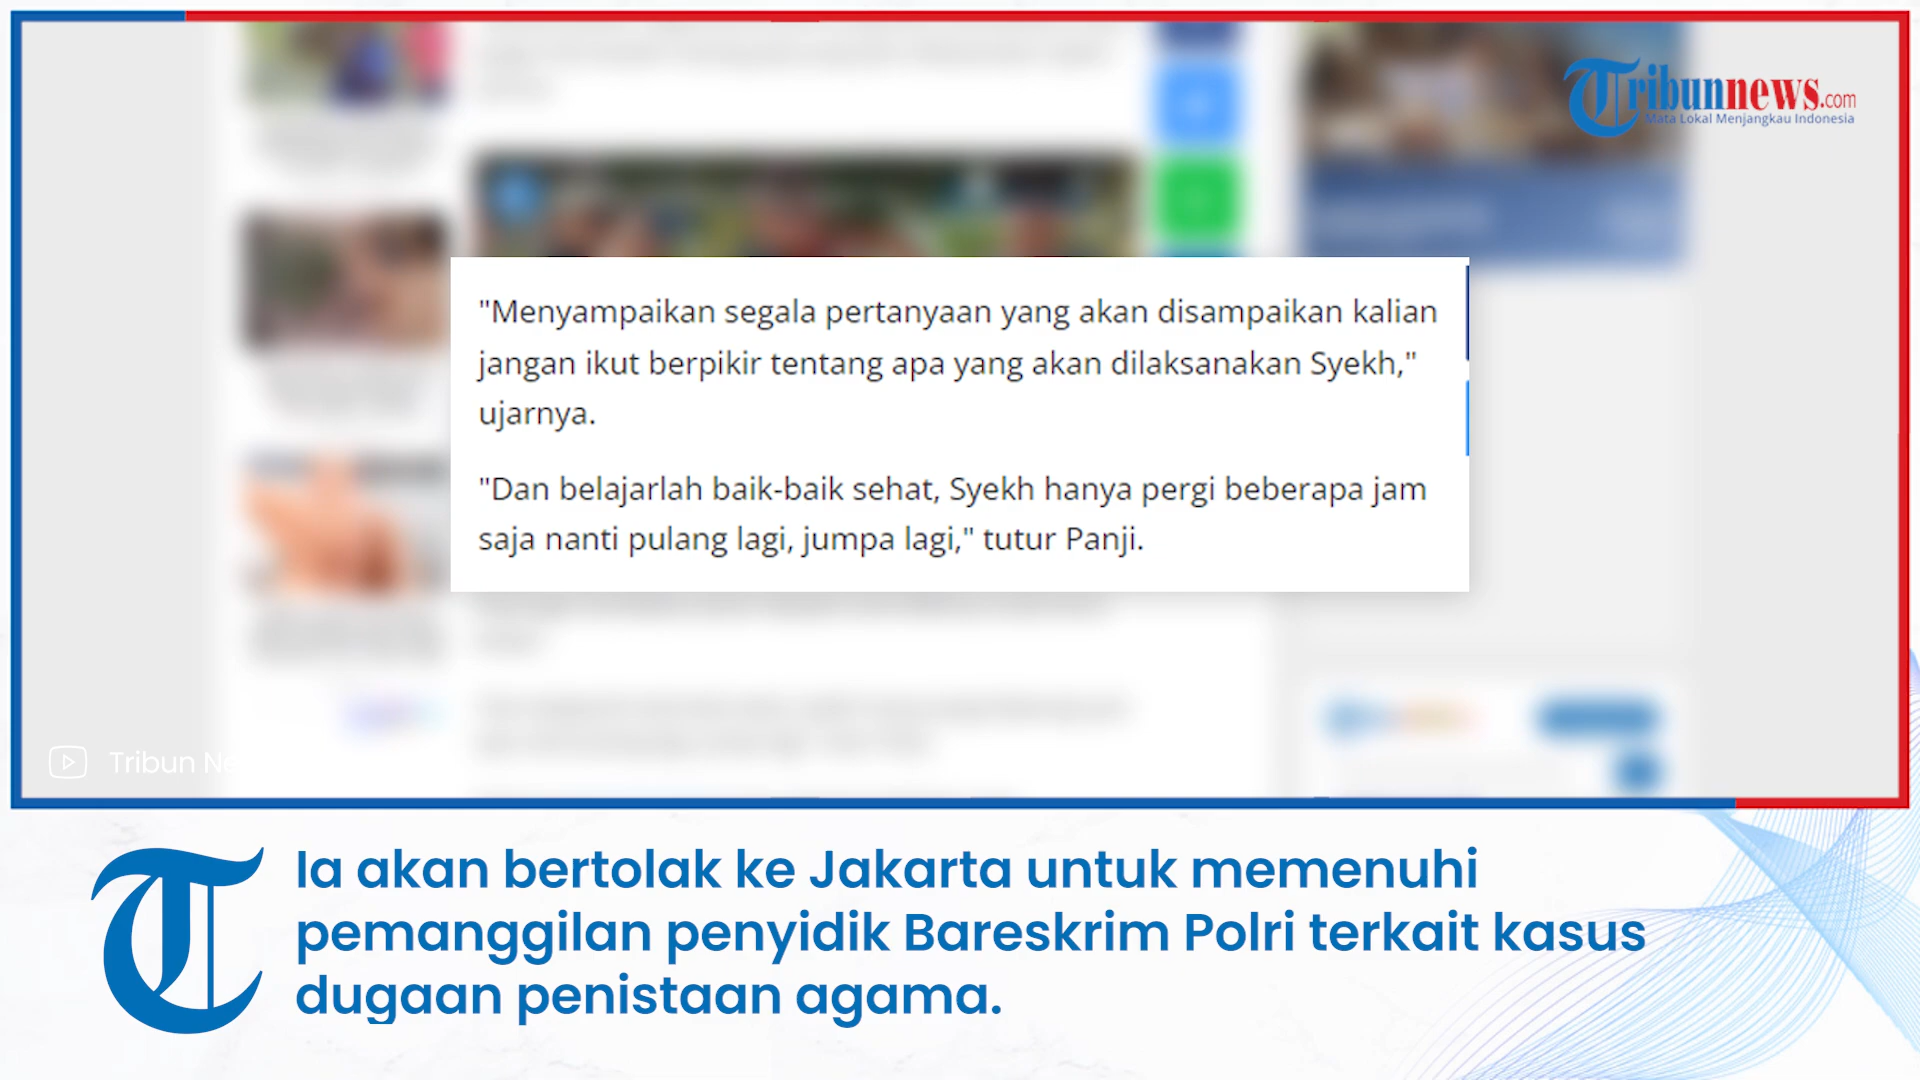 Tribunnews.com
Mata Lokal Menjangkau Indonesia
"Menyampaikan segala pertanyaan yang akan disampaikan kalian
jangan ikut berpikir tentang apa yang akan dilaksanakan Syekh,"
ujarnya.
"Dan belajarlah baik-baik sehat, Syekh hanya pergi beberapa jam
saja nanti pulang lagi, jumpa lagi," tutur Panji.
Tribun Ne
Ia akan bertolak ke Jakarta untuk memenuhi
pemanggilan penyidik Bareskrim Polri terkait kasus
dugaan penistaan agama.